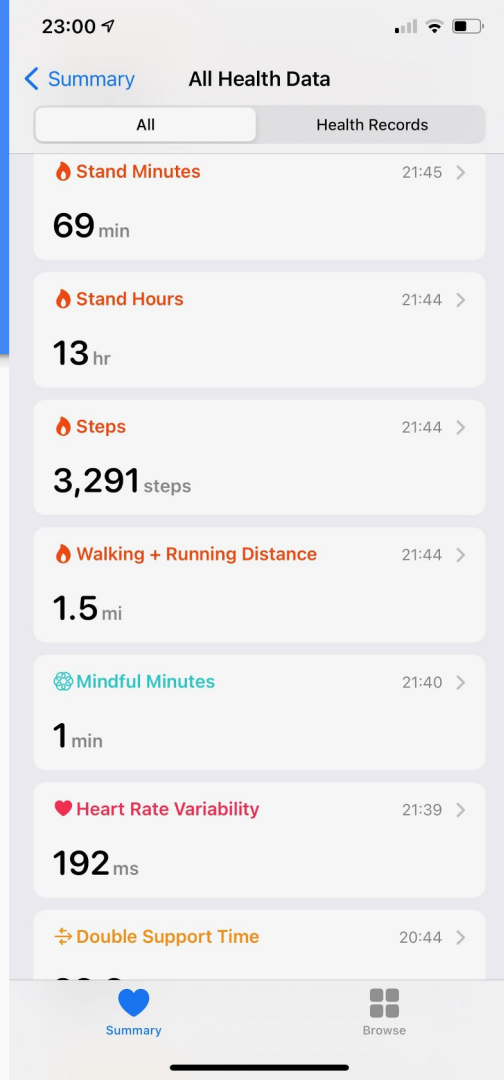 23:00
Summary All Health Data
All Health Records
Stand Minutes 21:45
69 min
Stand Hours 21:44
13 hr
Steps 21:44
3,291 steps
Walking + Running Distance 21:44
1.5 mi
Mindful Minutes 21:40
1 min
Heart Rate Variability 21:39
192 ms
Double Support Time 20:44
Summary Browse